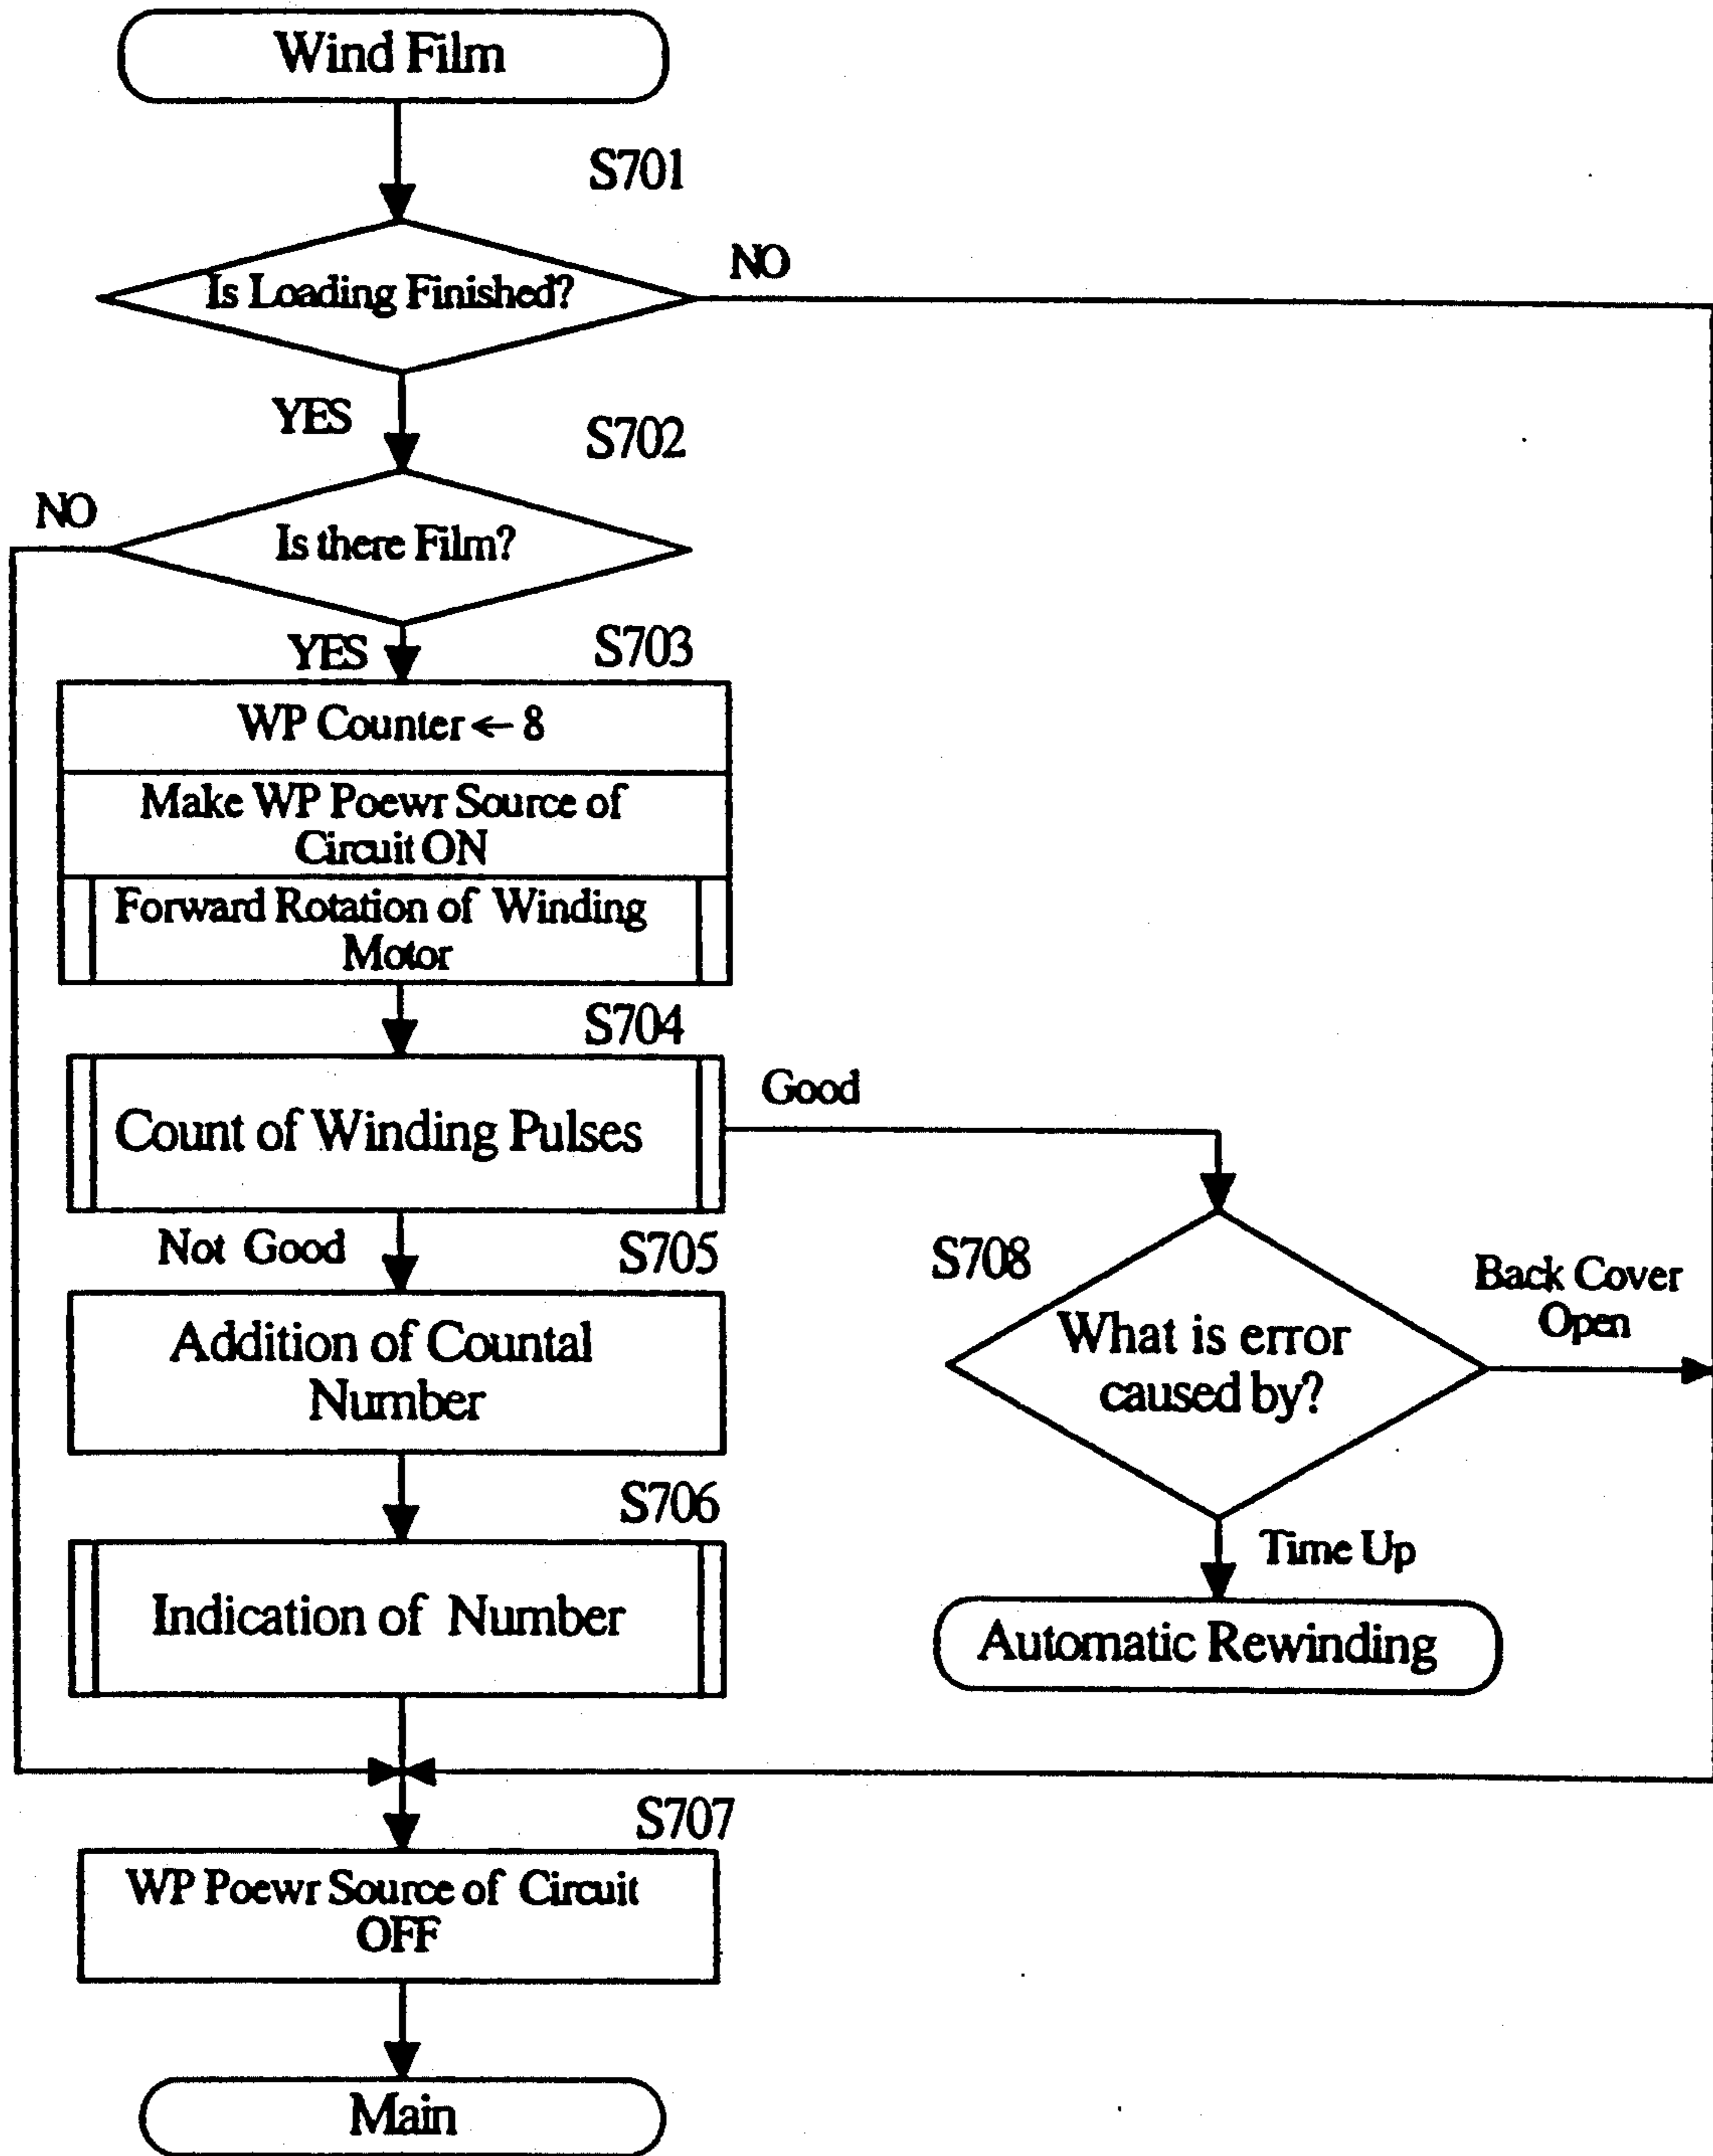 Wind Film
S701
Is Loading Finished?
NO
YES
S702
NO
Is there Film?
YES
S703
WP Counter ← 8
Make WP Poewr Source of
Circuit ON
Forward Rotation of Winding
Motor
S704
Count of Winding Pulses
Good
Not Good
S705
Addition of Countal
Number
S708
What is error
caused by?
Back Cover
Open
S706
Indication of Number
Time Up
Automatic Rewinding
S707
WP Poewr Source of Circuit
OFF
Main